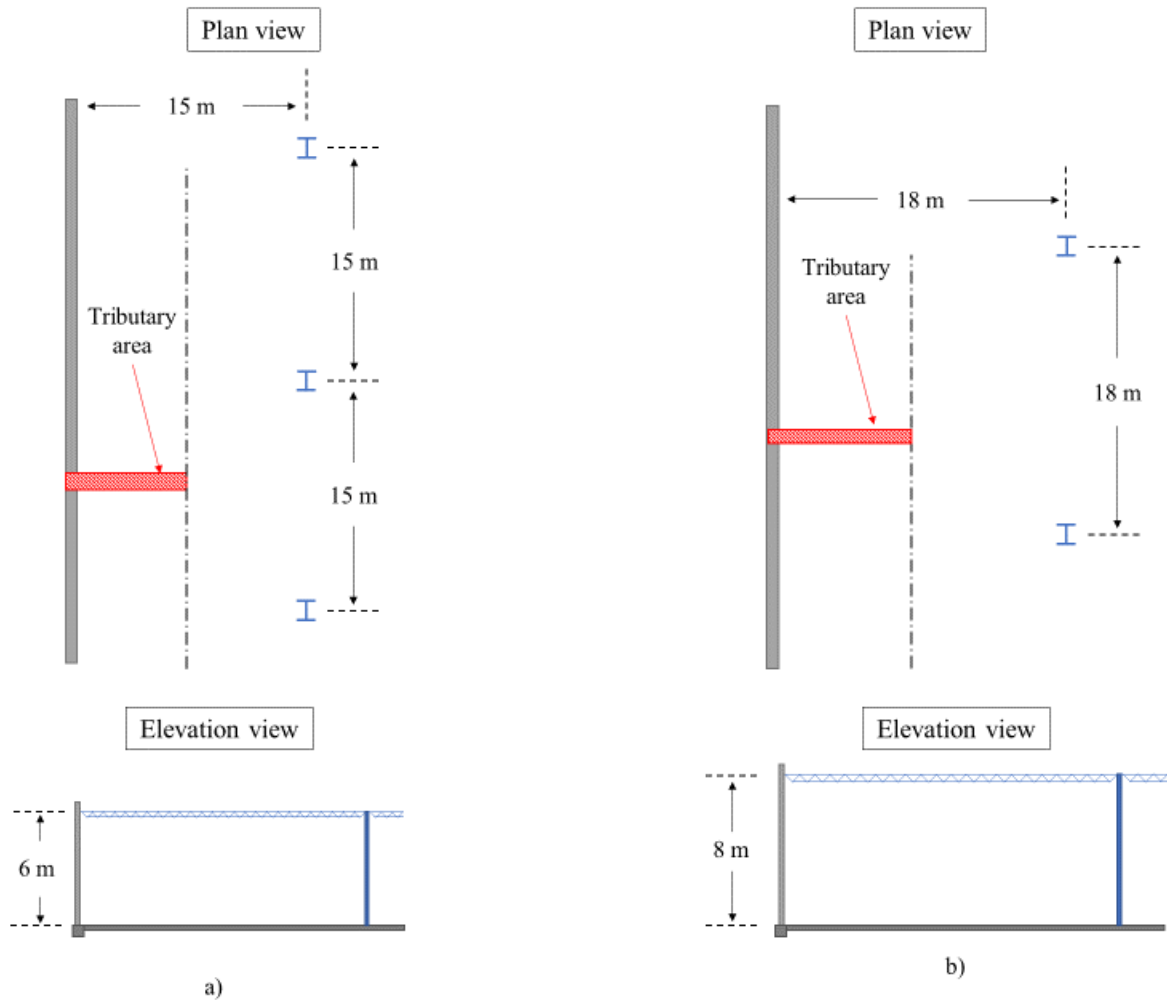 Plan view
15 m
15 m
Tributary
area
15 m
Elevation view
6 m
a)
Plan view
18 m
Tributary
area
18 m
Elevation view
8 m
b)